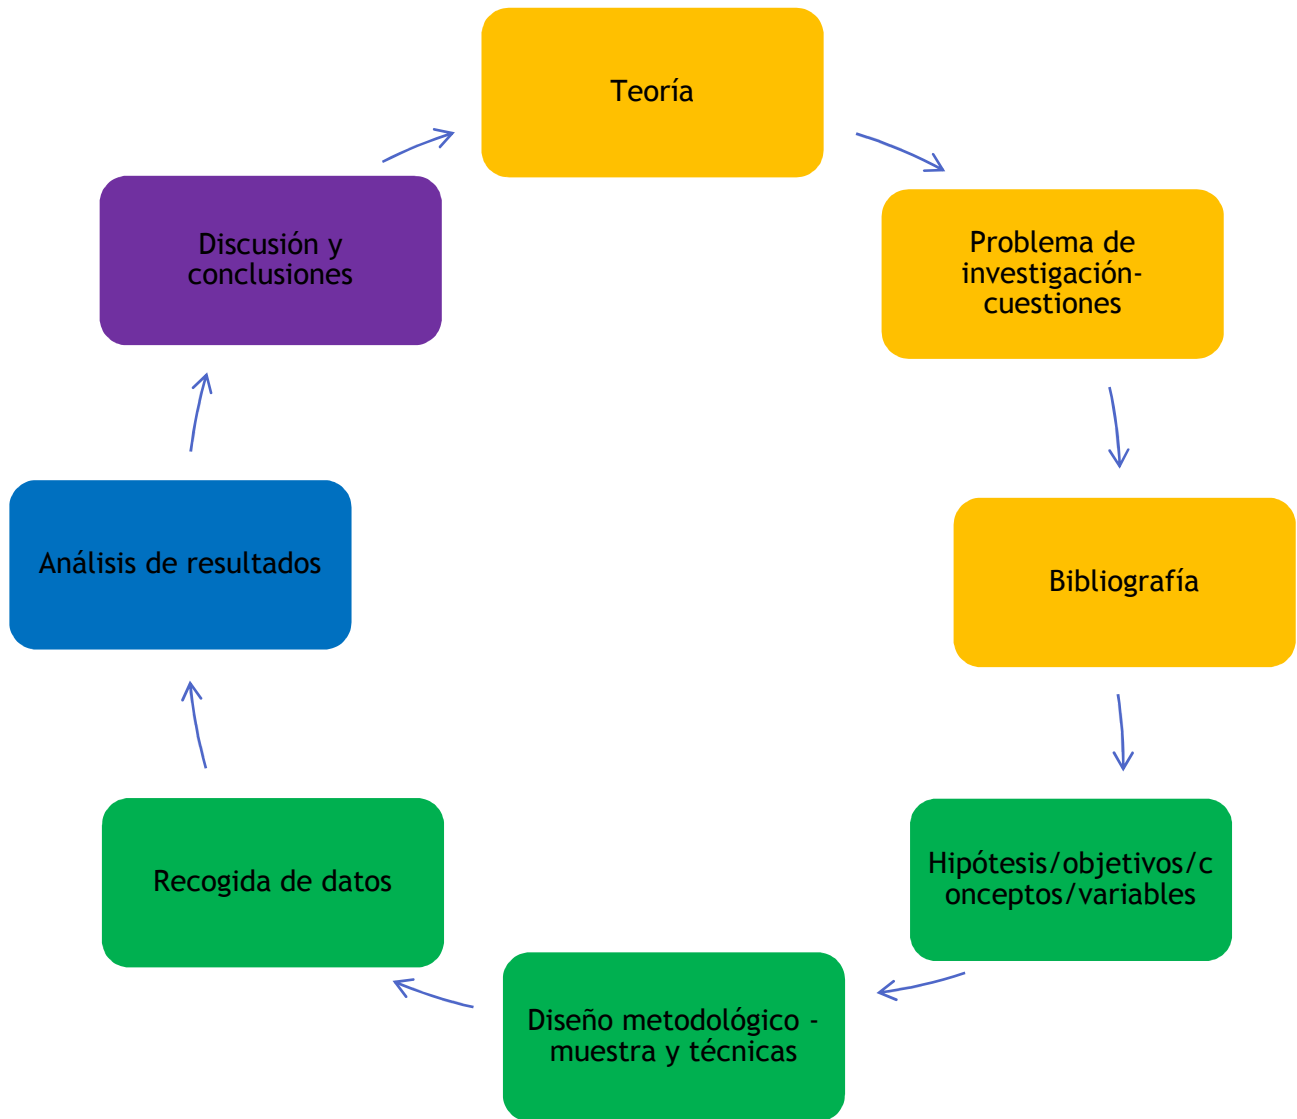 Teoría
Problema de
investigación-
cuestiones
Bibliografía
Hipótesis/objetivos/c
onceptos/variables
Diseño metodológico -
muestra y técnicas
Recogida de datos
Análisis de resultados
Discusión y
conclusiones